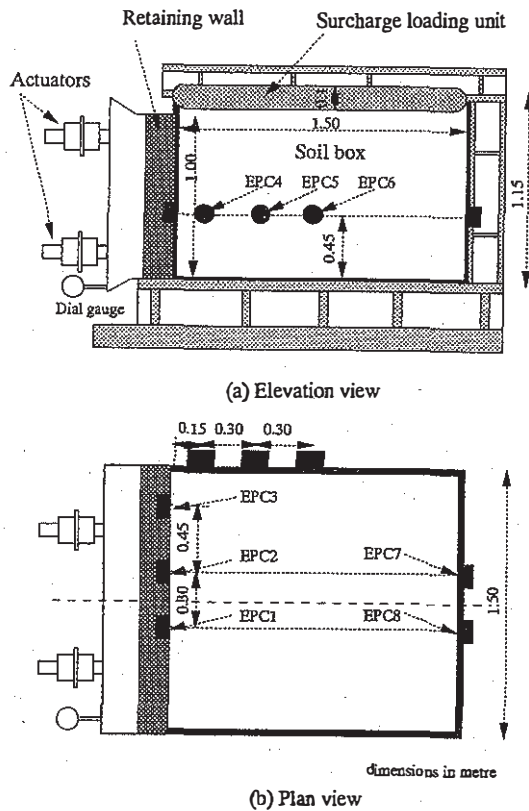 Retaining wall
Surcharge loading unit
Actuators
0.1
1.50
1.00
Soil box
EPC4
EPC5
EPC6
1.15
0.45
Dial gauge
(a) Elevation view
0.15 0.30 0.30
EPC3
0.45
EPC2
EPC7
0.30
1.50
EPC1
EPC8
dimensions in metre
(b) Plan view